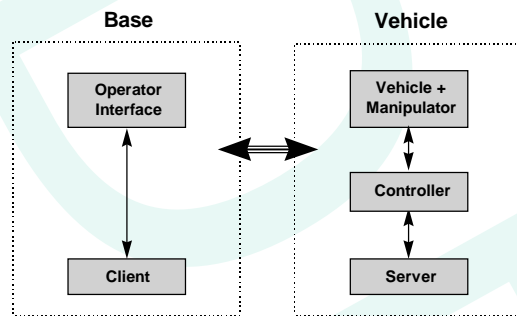 Base
Vehicle
Operator
Interface
Client
Vehicle +
Manipulator
Controller
Server